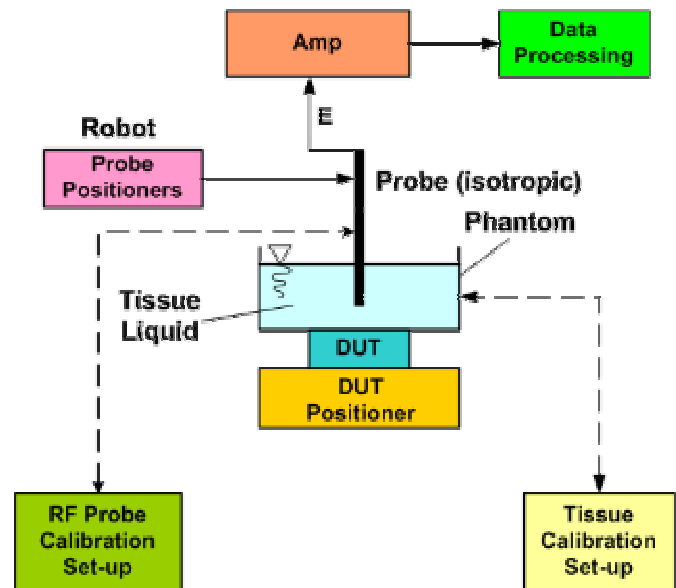 Amp
Data
Processing
E
Robot
Probe
Positioners
Probe (isotropic)
Phantom
Tissue
Liquid
DUT
DUT
Positioner
RF Probe
Calibration
Set-up
Tissue
Calibration
Set-up